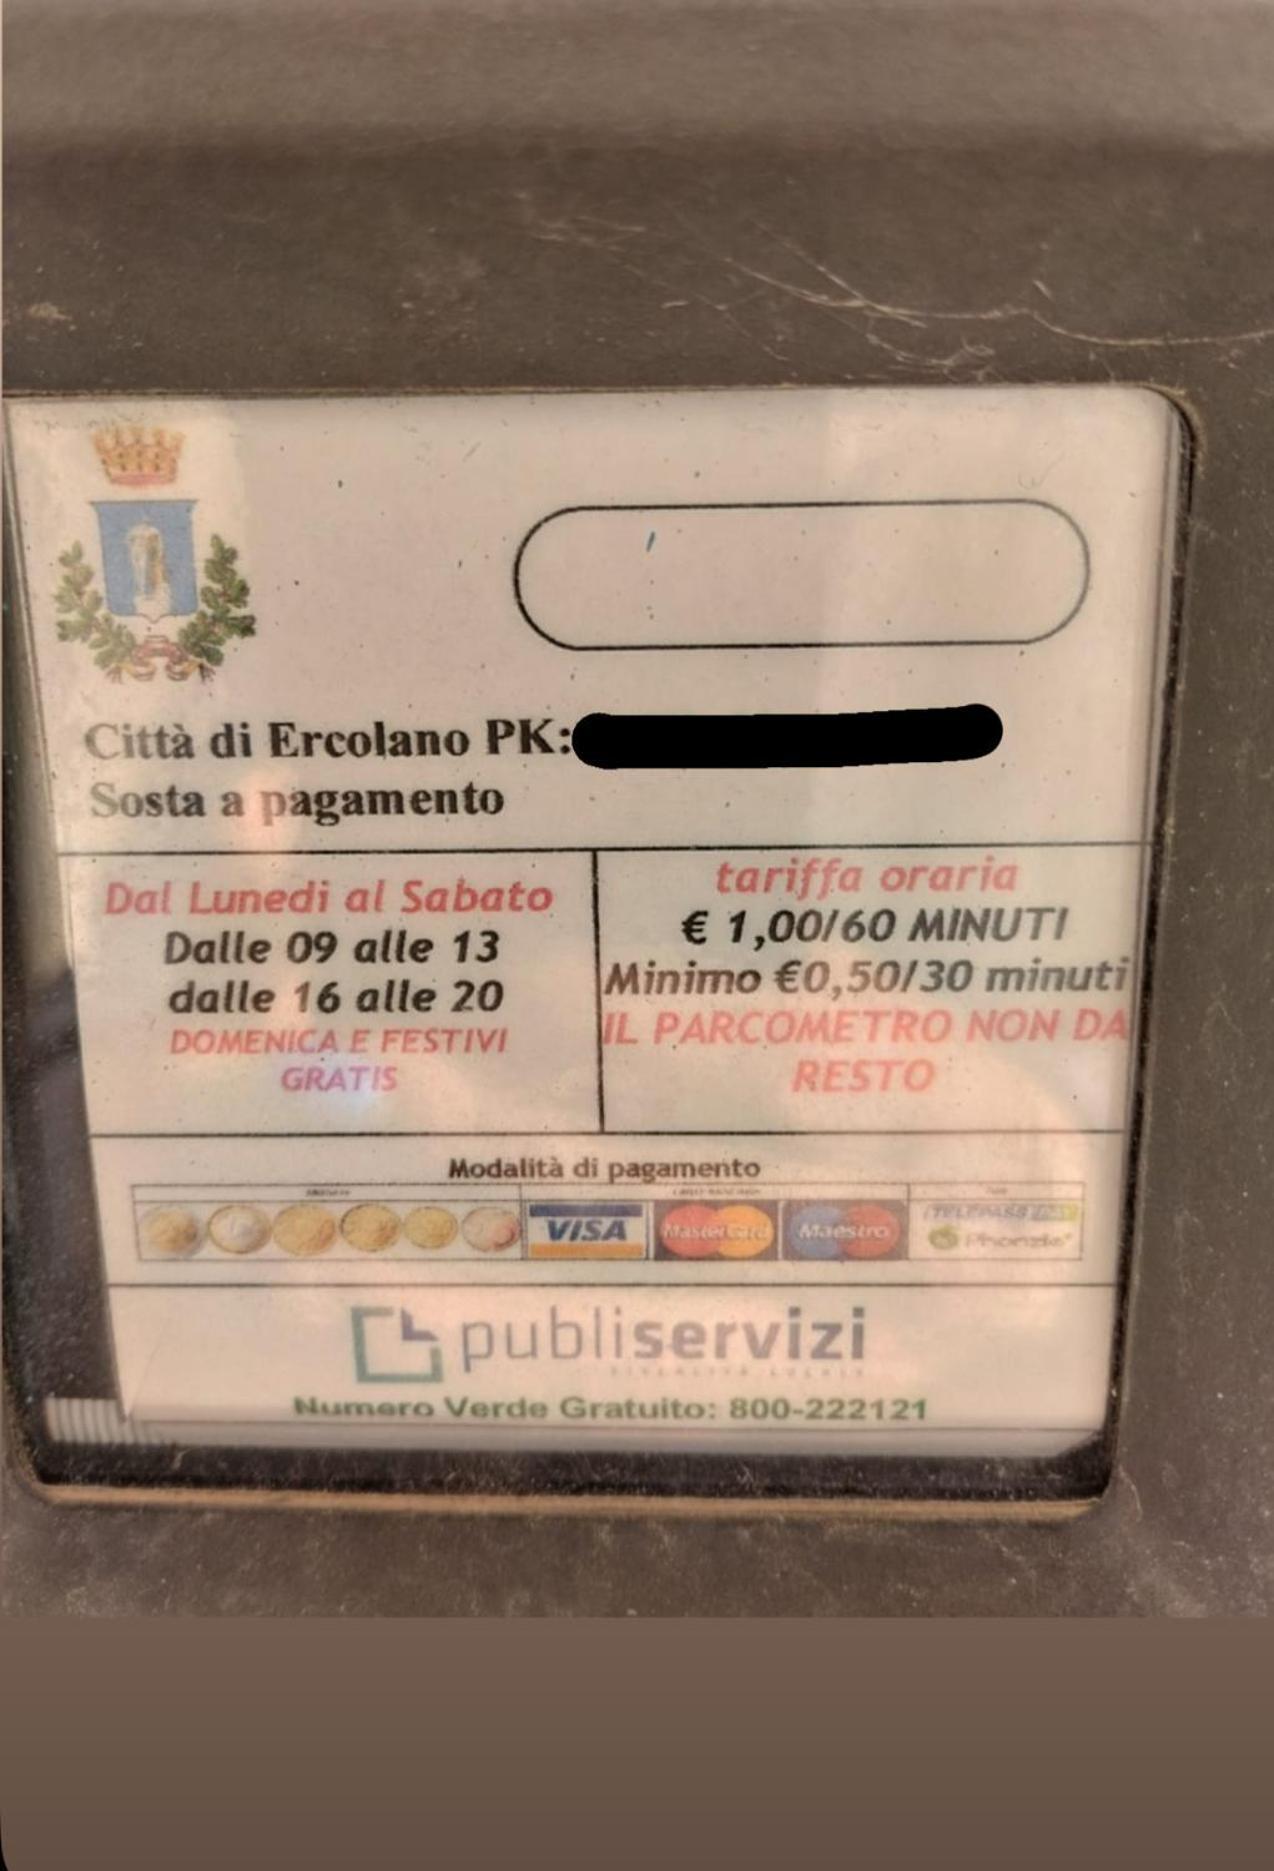 Città di Ercolano PK:
Sosta a pagamento
Dal Lunedi al Sabato
Dalle 09 alle 13
dalle 16 alle 20
DOMENICA E FESTIVI
GRATIS
tariffa oraria
€ 1,00/60 MINUTI
Minimo €0,50/30 minuti
IL PARCOMETRO NON DA
RESTO
Modalità di pagamento
VISA MasterCard Maestro TELEPASS
Phonzie
publiservizi
Numero Verde Gratuito: 800-222121